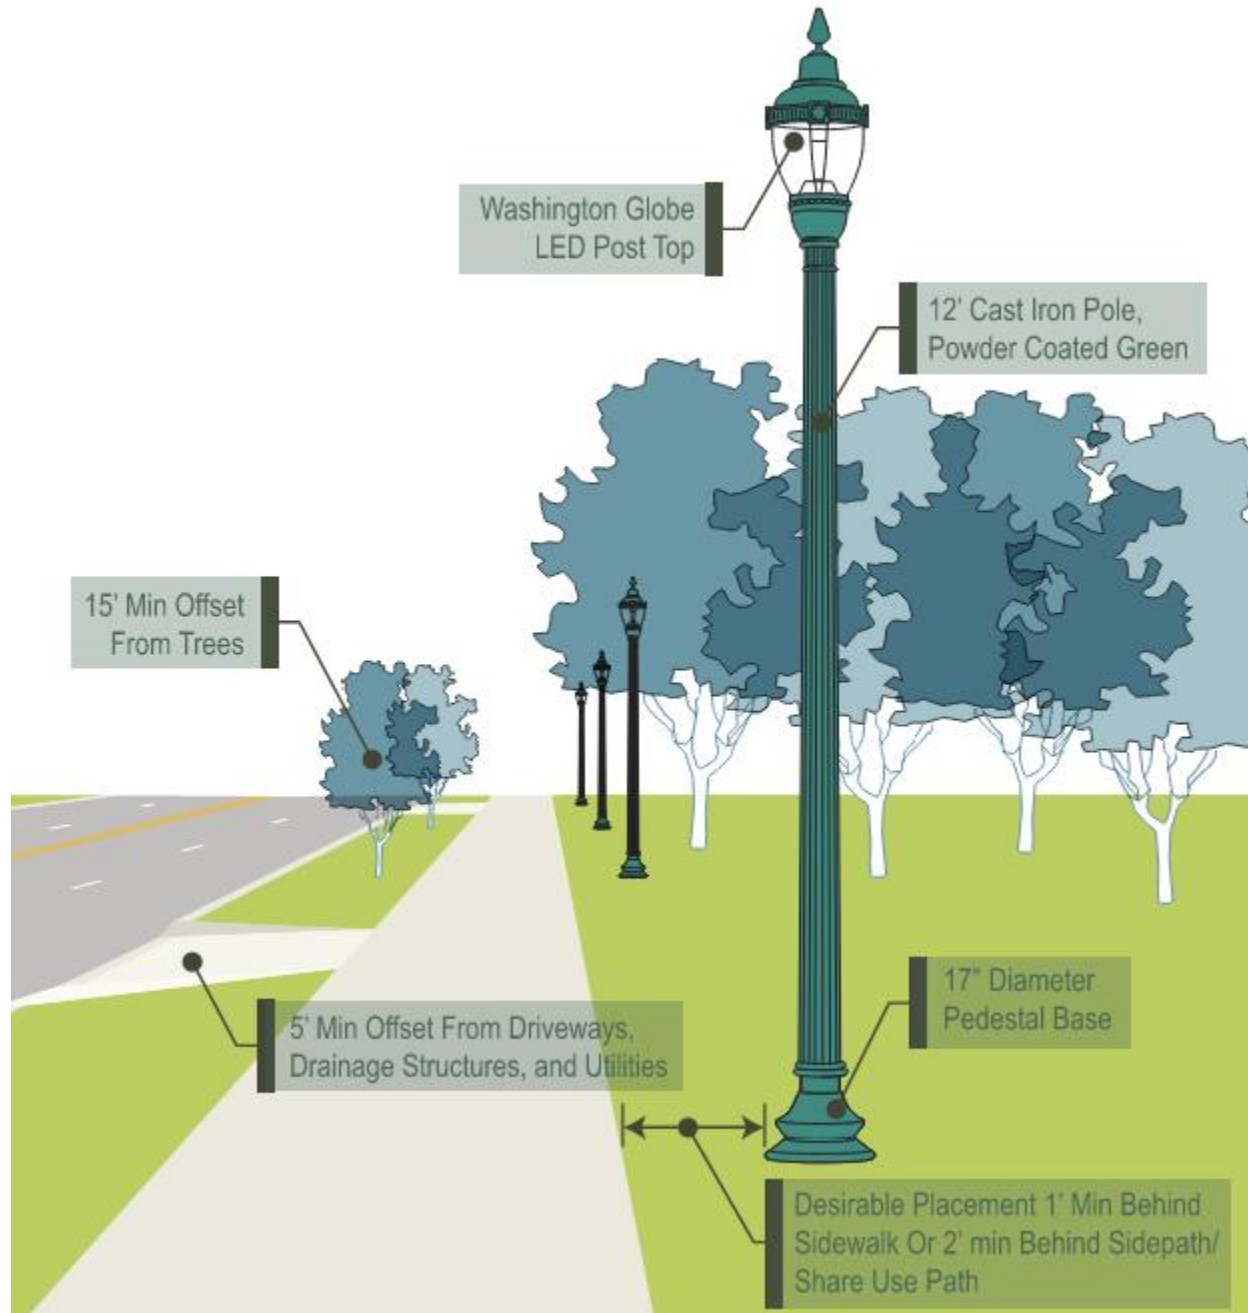 Washington Globe
LED Post Top
12' Cast Iron Pole,
Powder Coated Green
15' Min Offset
From Trees
17" Diameter
Pedestal Base
5' Min Offset From Driveways,
Drainage Structures, and Utilities
Desirable Placement 1' Min Behind
Sidewalk Or 2' min Behind Sidepath/
Share Use Path